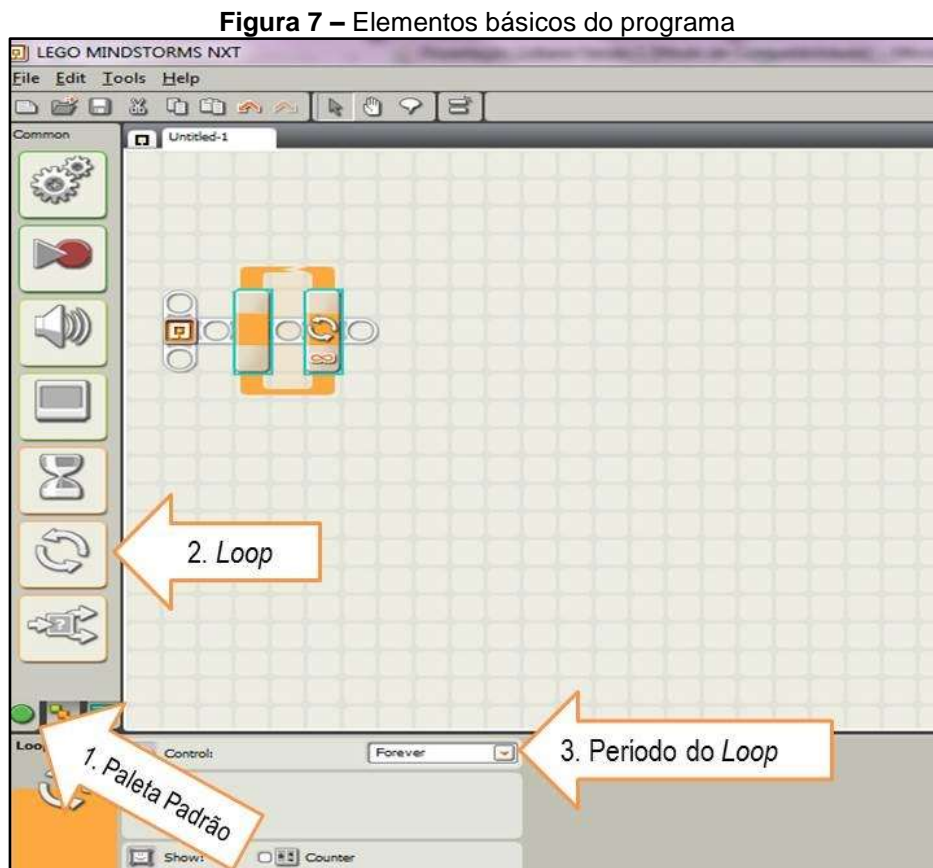 Figura 7 – Elementos básicos do programa
LEGO MINDSTORMS NXT
File Edit Tools Help
Common
Untitled-1
2. Loop
1. Paleta Padrão
Loo
Control:
Forever
3. Periodo do Loop
Show:
Counter